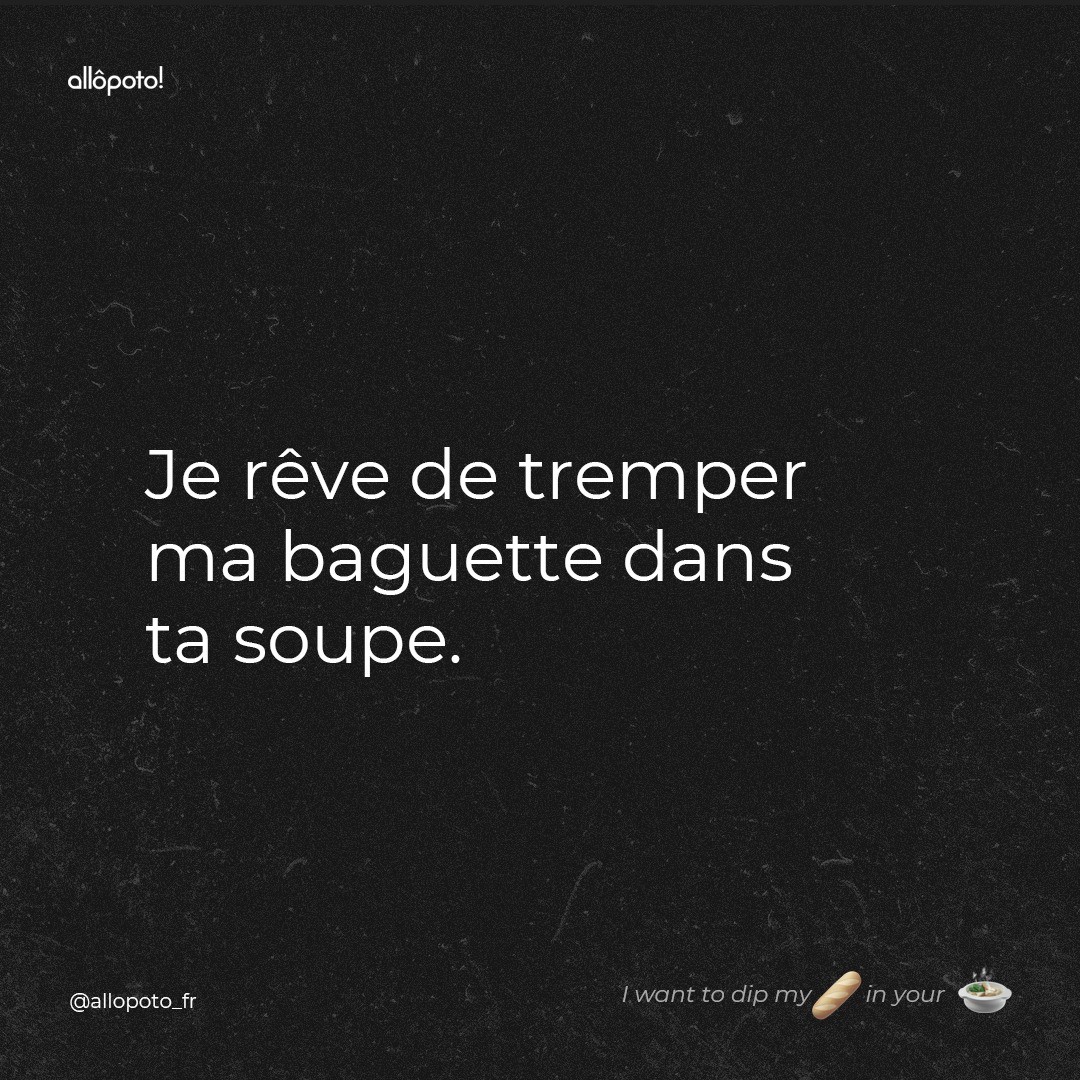 allôpoto!
Je rêve de tremper
ma baguette dans
ta soupe.
@allopoto_fr
I want to dip my 🥖 in your 🍲